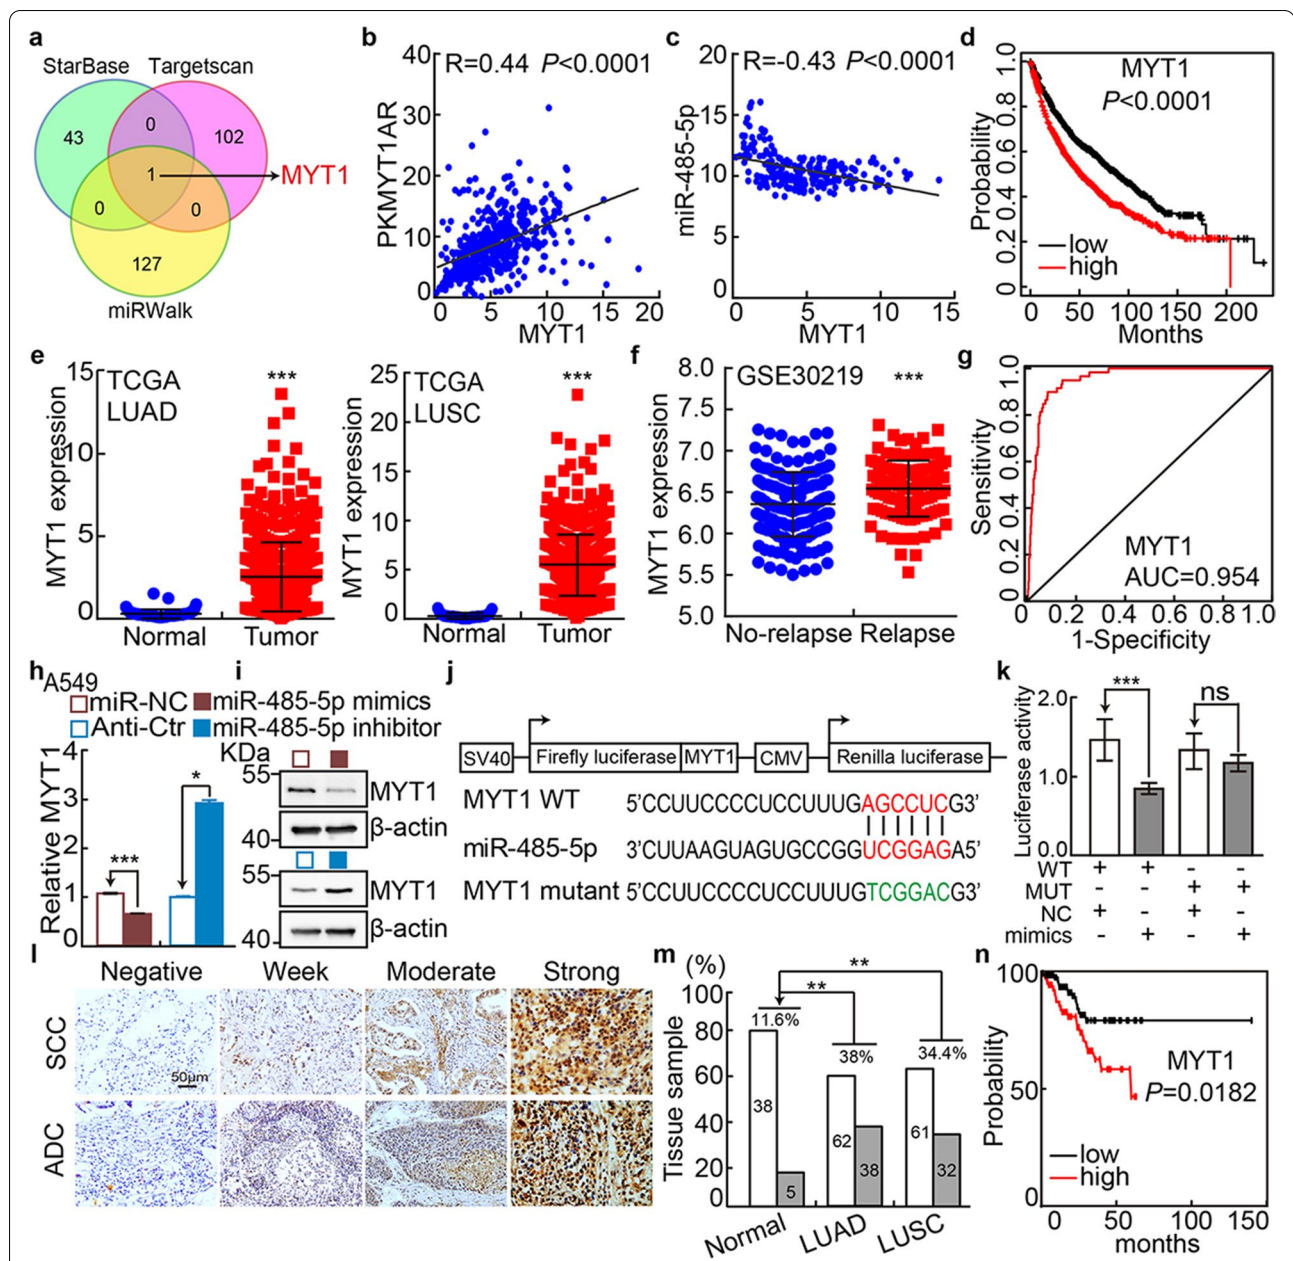 a
StarBase Targetscan
43
0
102
1
MYT1
0
0
127
miRWalk
b
R=0.44 P<0.0001
PKMYT1AR
40
30
20
10
0
0 5 10 15 20
MYT1
c
R=-0.43 P<0.0001
miR-485-5p
20
15
10
5
0
0 5 10 15
MYT1
d
MYT1
P<0.0001
Probability
1.0
0.8
0.6
0.4
0.2
0
low
high
0 50 100 150 200
Months
e
TCGA
LUAD
***
MYT1 expression
15
10
5
0
Normal Tumor
TCGA
LUSC
***
MYT1 expression
25
20
15
10
5
0
Normal Tumor
f
GSE30219
***
MYT1 expression
8.0
7.5
7.0
6.5
6.0
5.5
5.0
No-relapse Relapse
g
Sensitivity
1.0
0.8
0.6
0.4
0.2
0
MYT1
AUC=0.954
0.2 0.4 0.6 0.8 1.0
1-Specificity
h
A549
miR-NC miR-485-5p mimics
Anti-Ctr miR-485-5p inhibitor
Relative MYT1
4
3
2
1
0
***
*
i
KDa
55
MYT1
40
β-actin
55
MYT1
40
β-actin
j
SV40 Firefly luciferase MYT1 CMV Renilla luciferase
MYT1 WT 5’CCUUCCCCUCCUUUGAGCCUCG3’
miR-485-5p 3’CUUAAGUAGUGCCGGUCGGAGA5’
MYT1 mutant 5’CCUUCCCCUCCUUUGTCGGACG3’
k
Luciferase activity
2.0
1.0
0
***
ns
WT + + - -
MUT - - + +
NC + - + -
mimics - + - +
l
Negative Week Moderate Strong
SCC
50μm
ADC
m
(%)
Tissue sample
100
80
60
40
20
0
**
**
11.6%
38%
34.4%
38
5
62
38
61
32
Normal LUAD LUSC
n
Probability
100
50
0
MYT1
P=0.0182
low
high
0 50 100 150
months